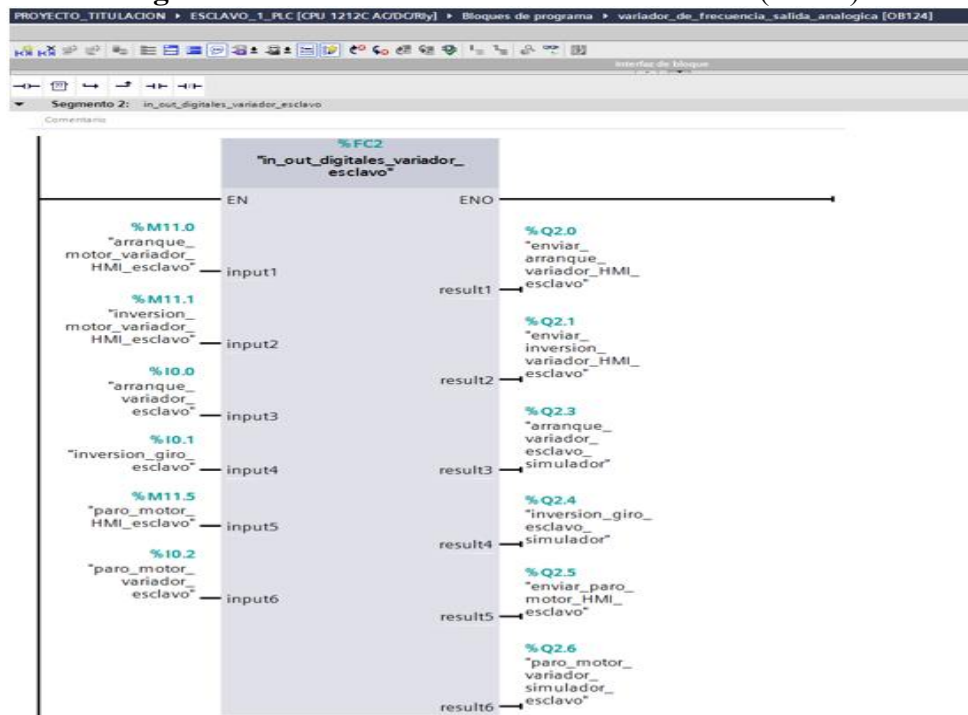 PROYECTO_TITULACION ▸ ESCLAVO_1_PLC [CPU 1212C AC/DC/Rly] ▸ Bloques de programa ▸ variador_de_frecuencia_salida_analogica [OB124]
Interfaz de bloque
Segmento 2: in_out_digitales_variador_esclavo
Comentario
%FC2
"in_out_digitales_variador_
esclavo"
EN
ENO
%M11.0
"arranque_
motor_variador_
HMI_esclavo"
input1
%Q2.0
"enviar_
arranque_
variador_HMI_
esclavo"
result1
%M11.1
"inversion_
motor_variador_
HMI_esclavo"
input2
%Q2.1
"enviar_
inversion_
variador_HMI_
esclavo"
result2
%I0.0
"arranque_
variador_
esclavo"
input3
%Q2.3
"arranque_
variador_
esclavo_
simulador"
result3
%I0.1
"inversion_giro_
esclavo"
input4
%Q2.4
"inversion_giro_
esclavo_
simulador"
result4
%M11.5
"paro_motor_
HMI_esclavo"
input5
%Q2.5
"enviar_paro_
motor_HMI_
esclavo"
result5
%I0.2
"paro_motor_
variador_
esclavo"
input6
%Q2.6
"paro_motor_
variador_
simulador_
esclavo"
result6